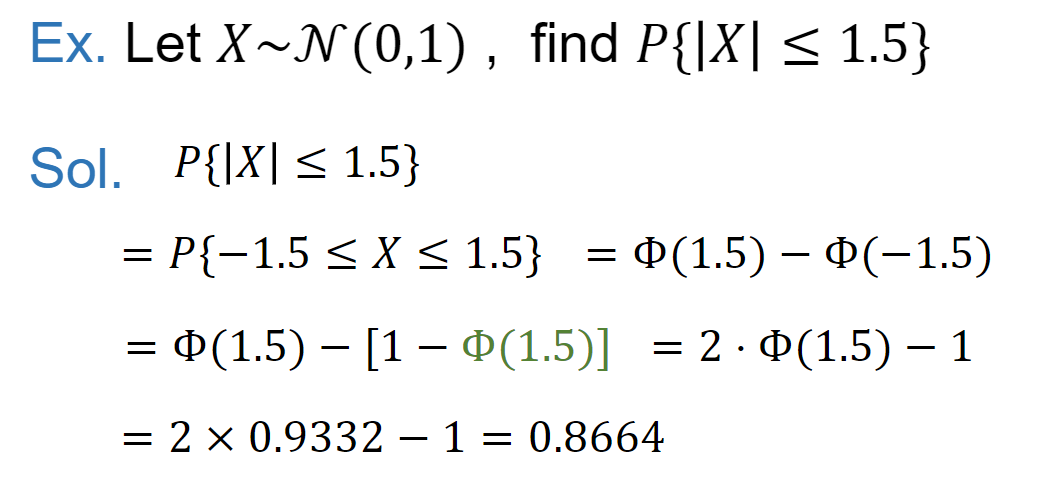 Ex. Let 𝑋~𝒩(0,1) , find 𝑃{|𝑋| ≤ 1.5}
Sol. 𝑃{|𝑋| ≤ 1.5}
= 𝑃{−1.5 ≤ 𝑋 ≤ 1.5} = Φ(1.5) − Φ(−1.5)
= Φ(1.5) − [1 − Φ(1.5)] = 2 ∙ Φ(1.5) − 1
= 2 × 0.9332 − 1 = 0.8664